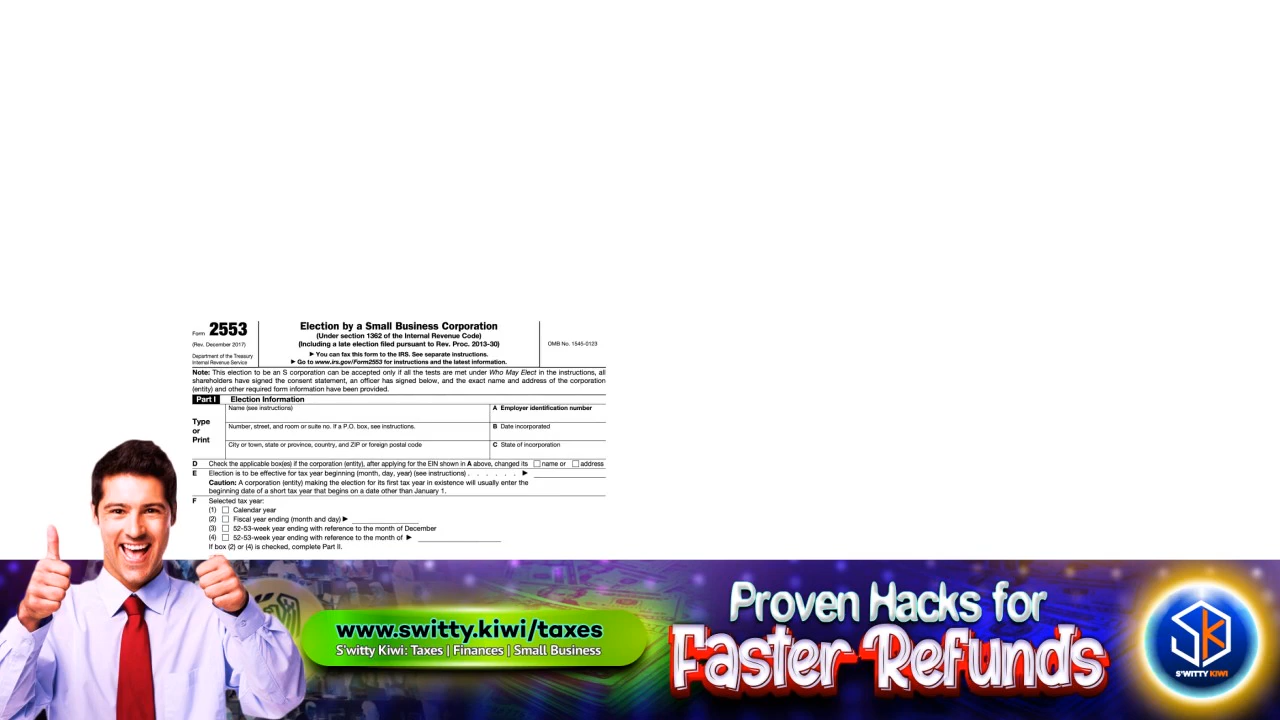 Form 2553
(Rev. December 2017)
Department of the Treasury
Internal Revenue Service
Election by a Small Business Corporation
(Under section 1362 of the Internal Revenue Code)
(Including a late election filed pursuant to Rev. Proc. 2013-30)
▶ You can fax this form to the IRS. See separate instructions.
▶ Go to www.irs.gov/Form2553 for instructions and the latest information.
OMB No. 1545-0123
Note: This election to be an S corporation can be accepted only if all the tests are met under Who May Elect in the instructions, all
shareholders have signed the consent statement, an officer has signed below, and the exact name and address of the corporation
(entity) and other required form information have been provided.
Part I Election Information
Type
or
Print
Name (see instructions)
A Employer identification number
Number, street, and room or suite no. If a P.O. box, see instructions.
B Date incorporated
City or town, state or province, country, and ZIP or foreign postal code
C State of incorporation
D Check the applicable box(es) if the corporation (entity), after applying for the EIN shown in A above, changed its ☐ name or ☐ address
E Election is to be effective for tax year beginning (month, day, year) (see instructions) . . . . . . ▶
Caution: A corporation (entity) making the election for its first tax year in existence will usually enter the
beginning date of a short tax year that begins on a date other than January 1.
F Selected tax year:
(1) ☐ Calendar year
(2) ☐ Fiscal year ending (month and day) ▶
(3) ☐ 52-53-week year ending with reference to the month of December
(4) ☐ 52-53-week year ending with reference to the month of ▶
If box (2) or (4) is checked, complete Part II.
www.switty.kiwi/taxes
S'witty Kiwi: Taxes | Finances | Small Business
Proven Hacks for
Faster Refunds
SK
S'WITTY KIWI